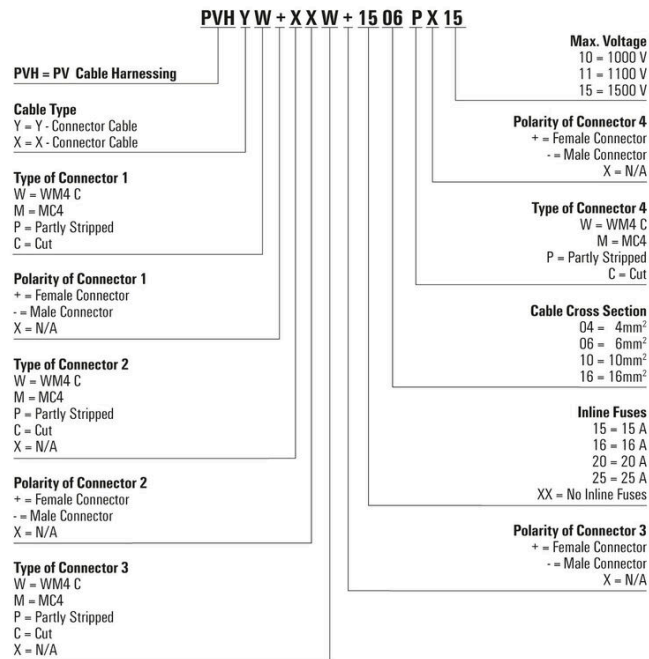 PVH Y W + X X W + 15 06 P X 15
PVH = PV Cable Harnessing
Cable Type
Y = Y - Connector Cable
X = X - Connector Cable
Type of Connector 1
W = WM4 C
M = MC4
P = Partly Stripped
C = Cut
Polarity of Connector 1
+ = Female Connector
- = Male Connector
X = N/A
Type of Connector 2
W = WM4 C
M = MC4
P = Partly Stripped
C = Cut
X = N/A
Polarity of Connector 2
+ = Female Connector
- = Male Connector
X = N/A
Type of Connector 3
W = WM4 C
M = MC4
P = Partly Stripped
C = Cut
X = N/A
Max. Voltage
10 = 1000 V
11 = 1100 V
15 = 1500 V
Polarity of Connector 4
+ = Female Connector
- = Male Connector
X = N/A
Type of Connector 4
W = WM4 C
M = MC4
P = Partly Stripped
C = Cut
Cable Cross Section
04 = 4mm²
06 = 6mm²
10 = 10mm²
16 = 16mm²
Inline Fuses
15 = 15 A
16 = 16 A
20 = 20 A
25 = 25 A
XX = No Inline Fuses
Polarity of Connector 3
+ = Female Connector
- = Male Connector
X = N/A